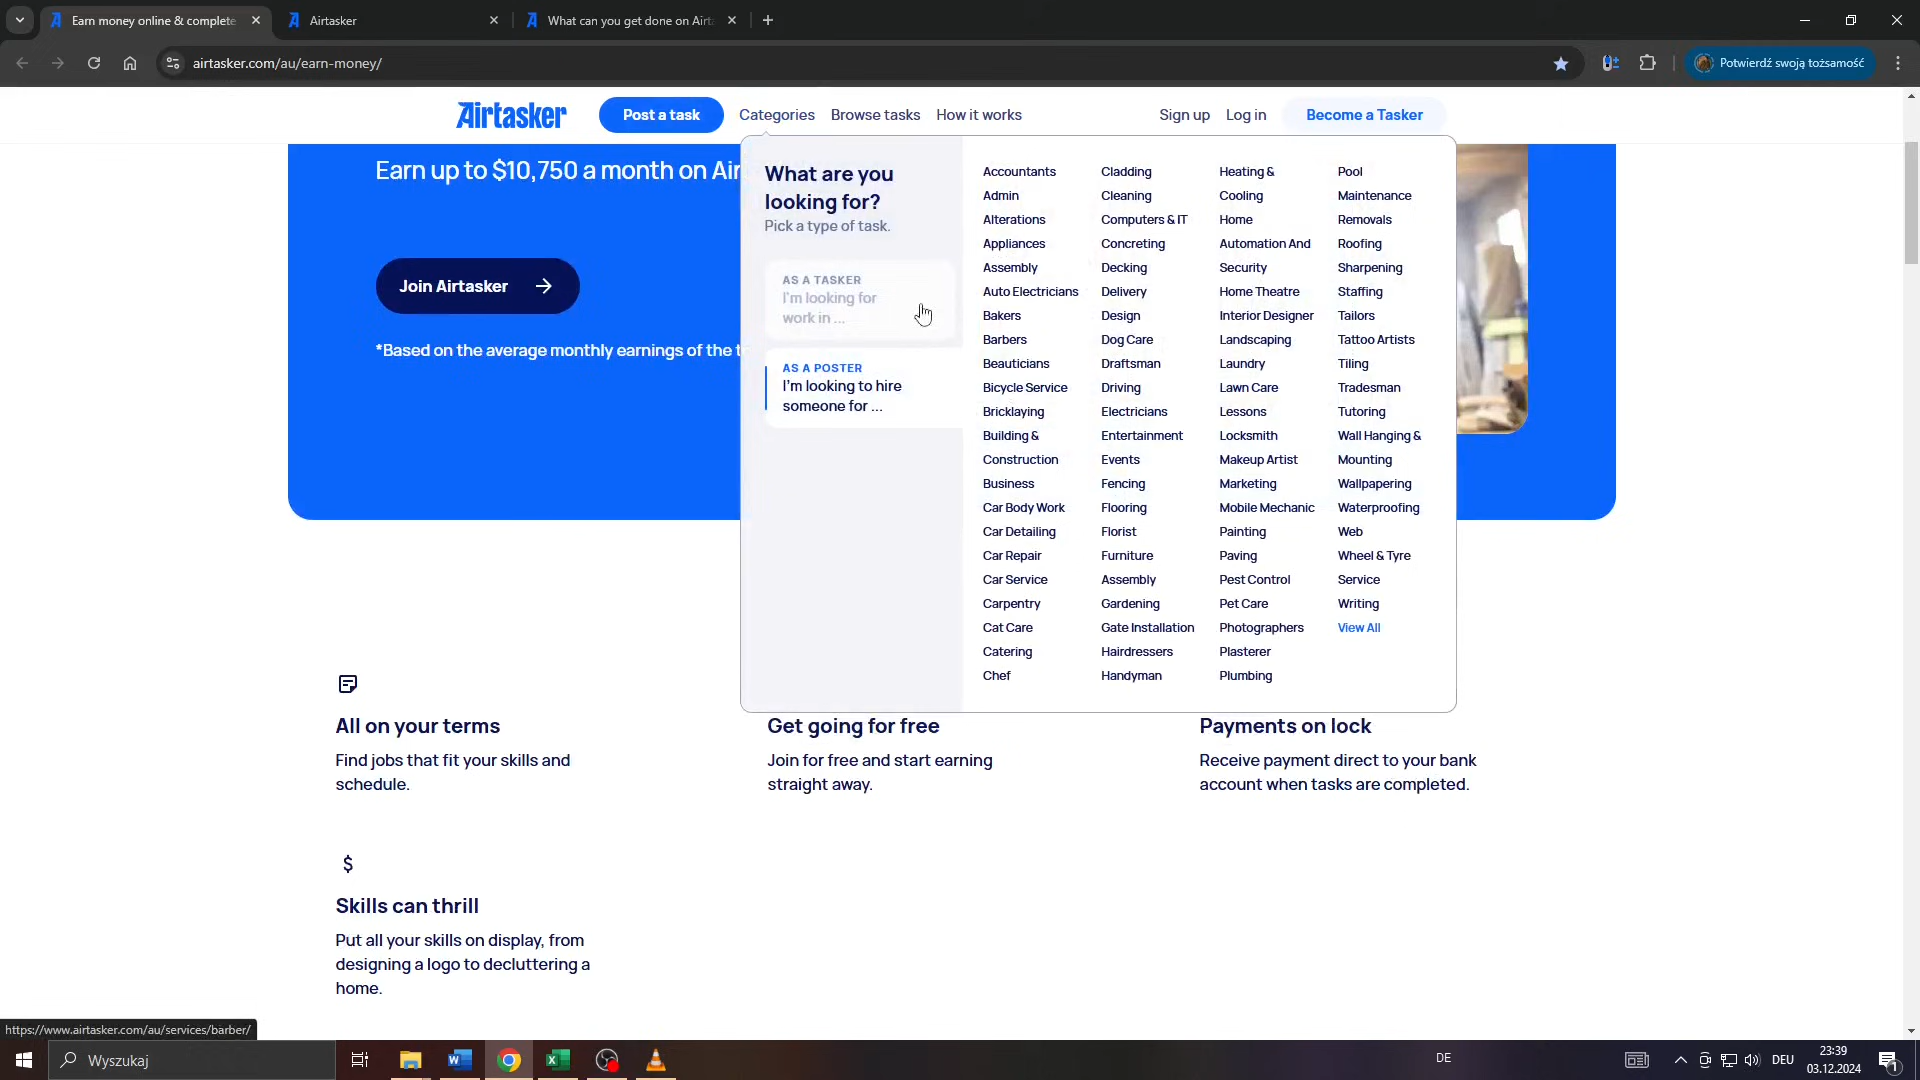 Earn money online & complete
Airtasker
What can you get done on Airt
airtasker.com/au/earn-money/
Potwierdź swoją tożsamość
Airtasker
Post a task
Categories
Browse tasks
How it works
Sign up
Log in
Become a Tasker
Earn up to $10,750 a month on Air
Join Airtasker
*Based on the average monthly earnings of the t
What are you
looking for?
Pick a type of task.
AS A TASKER
I'm looking for
work in ...
AS A POSTER
I'm looking to hire
someone for ...
Accountants
Admin
Alterations
Appliances
Assembly
Auto Electricians
Bakers
Barbers
Beauticians
Bicycle Service
Bricklaying
Building &
Construction
Business
Car Body Work
Car Detailing
Car Repair
Car Service
Carpentry
Cat Care
Catering
Chef
Cladding
Cleaning
Computers & IT
Concreting
Decking
Delivery
Design
Dog Care
Draftsman
Driving
Electricians
Entertainment
Events
Fencing
Flooring
Florist
Furniture
Assembly
Gardening
Gate Installation
Hairdressers
Handyman
Heating &
Cooling
Home
Automation And
Security
Home Theatre
Interior Designer
Landscaping
Laundry
Lawn Care
Lessons
Locksmith
Makeup Artist
Marketing
Mobile Mechanic
Painting
Paving
Pest Control
Pet Care
Photographers
Plasterer
Plumbing
Pool
Maintenance
Removals
Roofing
Sharpening
Staffing
Tailors
Tattoo Artists
Tiling
Tradesman
Tutoring
Wall Hanging &
Mounting
Wallpapering
Waterproofing
Web
Wheel & Tyre
Service
Writing
View All
All on your terms
Find jobs that fit your skills and
schedule.
Get going for free
Join for free and start earning
straight away.
Payments on lock
Receive payment direct to your bank
account when tasks are completed.
Skills can thrill
Put all your skills on display, from
designing a logo to decluttering a
home.
https://www.airtasker.com/au/services/barber/
Wyszukaj
DE
DEU
23:39
03.12.2024
1